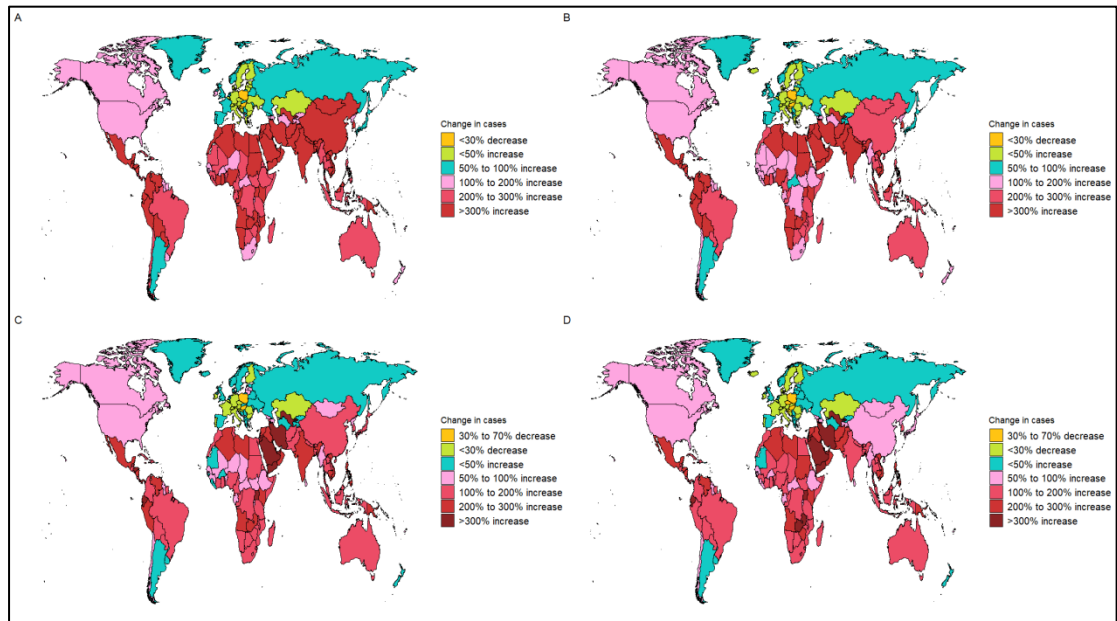 A
Change in cases
<30% decrease
<50% increase
50% to 100% increase
100% to 200% increase
200% to 300% increase
>300% increase
B
Change in cases
<30% decrease
<50% increase
50% to 100% increase
100% to 200% increase
200% to 300% increase
>300% increase
C
Change in cases
30% to 70% decrease
<30% decrease
<50% increase
50% to 100% increase
100% to 200% increase
200% to 300% increase
>300% increase
D
Change in cases
30% to 70% decrease
<30% decrease
<50% increase
50% to 100% increase
100% to 200% increase
200% to 300% increase
>300% increase